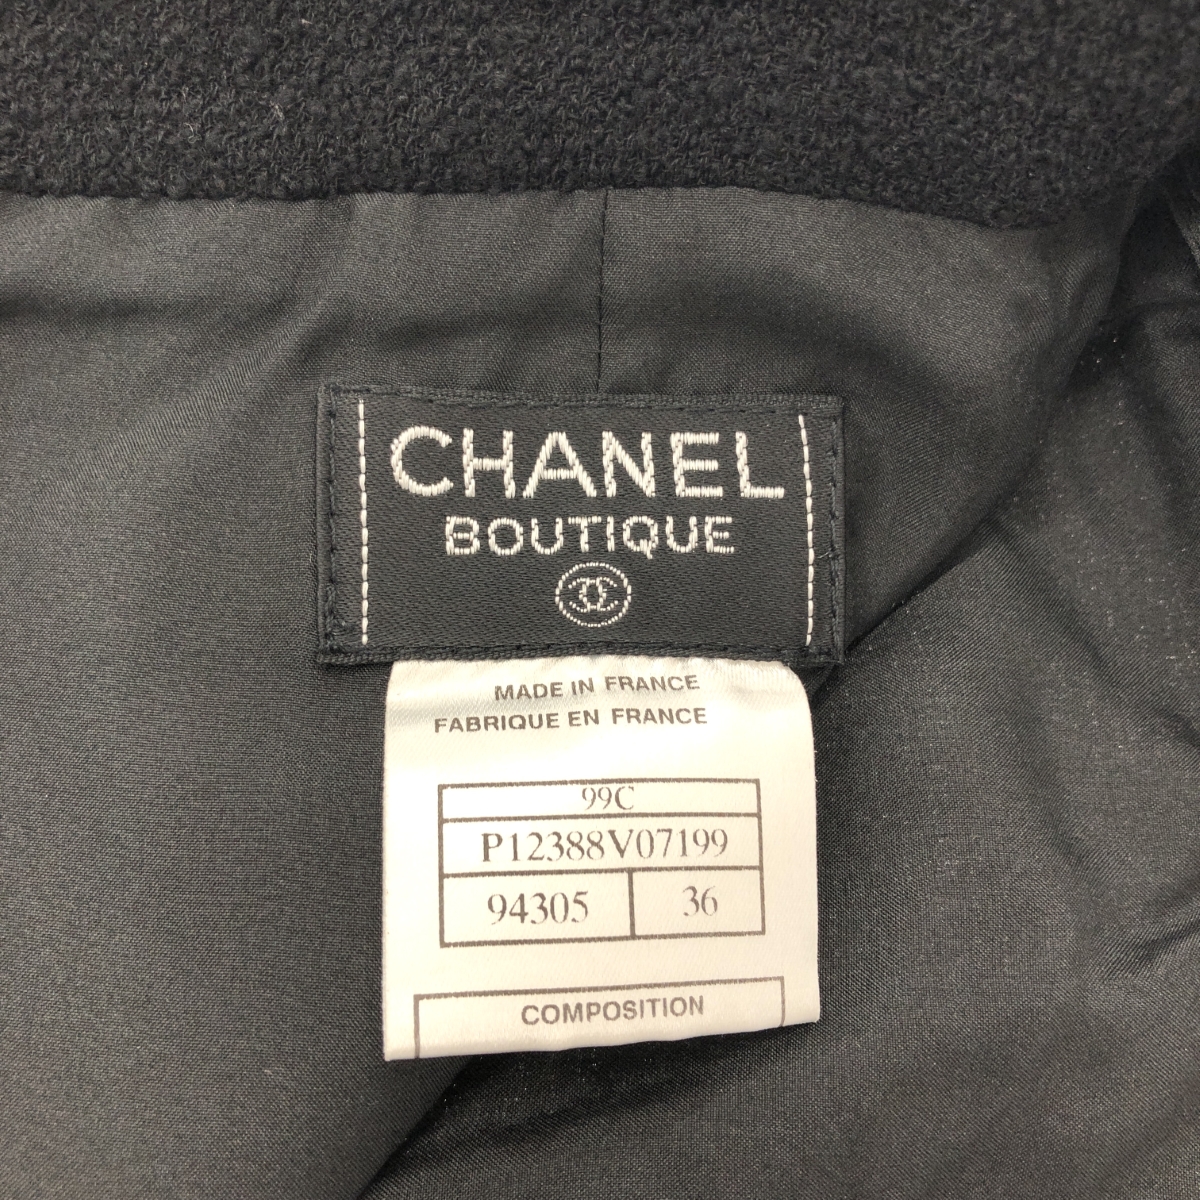 CHANEL
BOUTIQUE
MADE IN FRANCE
FABRIQUE EN FRANCE
99C
P12388V07199
94305 36
COMPOSITION